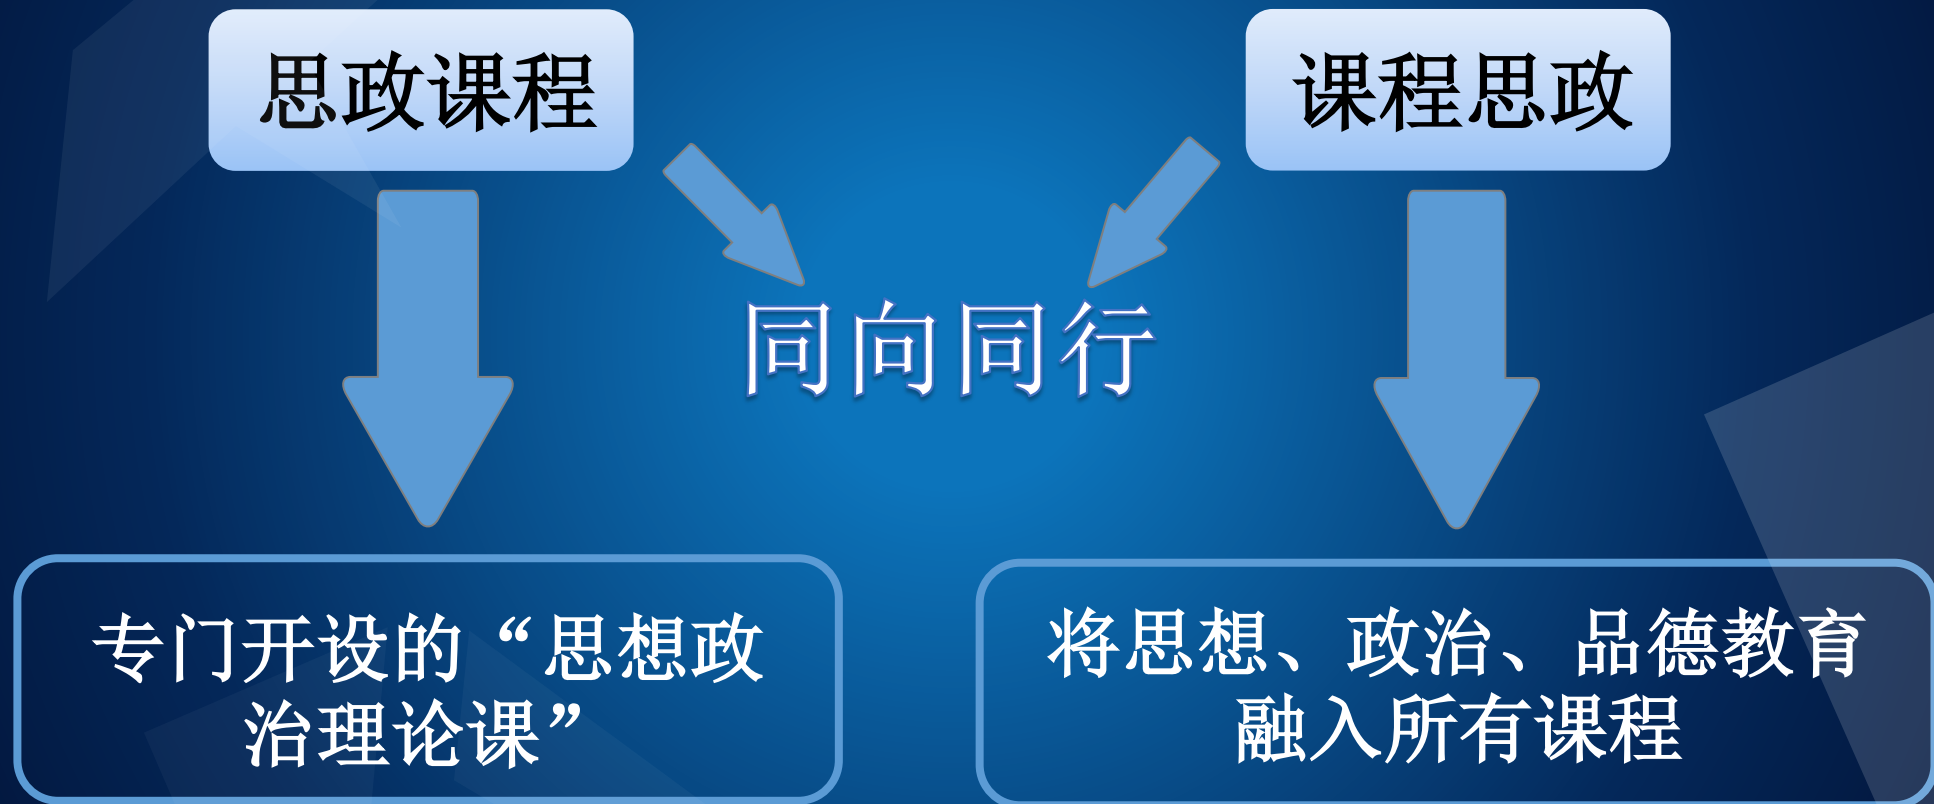 思政课程
课程思政
同向同行
专门开设的“思想政
治理论课”
将思想、政治、品德教育
融入所有课程